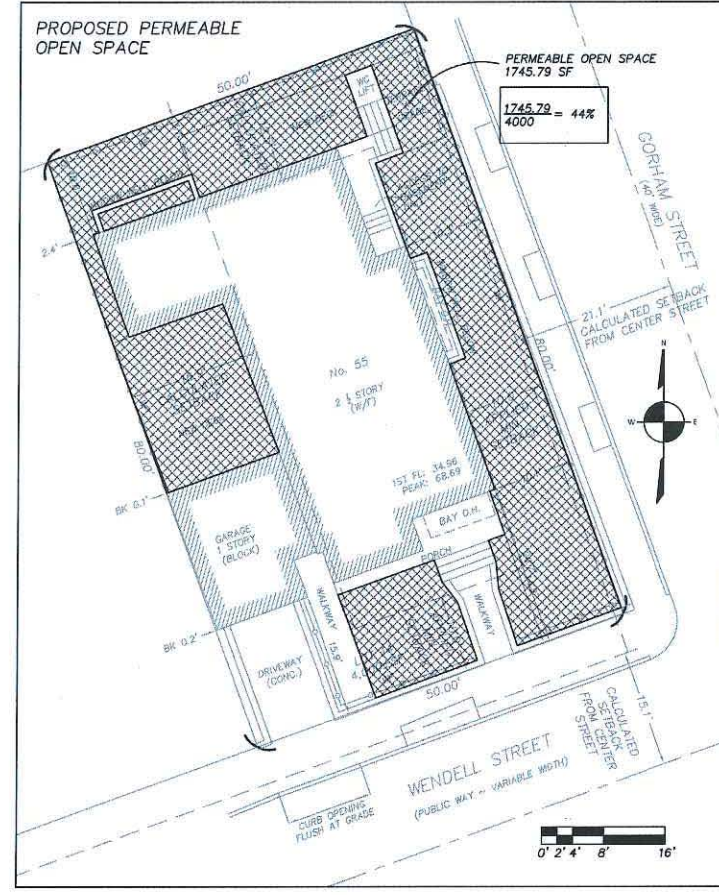 PROPOSED PERMEABLE
OPEN SPACE
50.00'
WC
LIFT
PERMEABLE OPEN SPACE
1745.79 SF
1745.79
4000
= 44%
GORHAM STREET
(40' WIDE)
2.4'
21.1'
CALCULATED SETBACK
FROM CENTER STREET
80.00'
N
W
E
No. 55
2 ½ STORY
(W/F)
80.00'
1ST FL: 34.96
PEAK: 68.69
BK 0.1'
GARAGE
1 STORY
(BLOCK)
BAY O.H.
PORCH
WALKWAY
15.9'
WALKWAY
BK 0.2'
DRIVEWAY
(CONC.)
50.00'
15.1'
CALCULATED
SETBACK
FROM CENTER
STREET
WENDELL STREET
(PUBLIC WAY ~ VARIABLE WIDTH)
CURB OPENING
FLUSH AT GRADE
0' 2' 4' 8' 16'